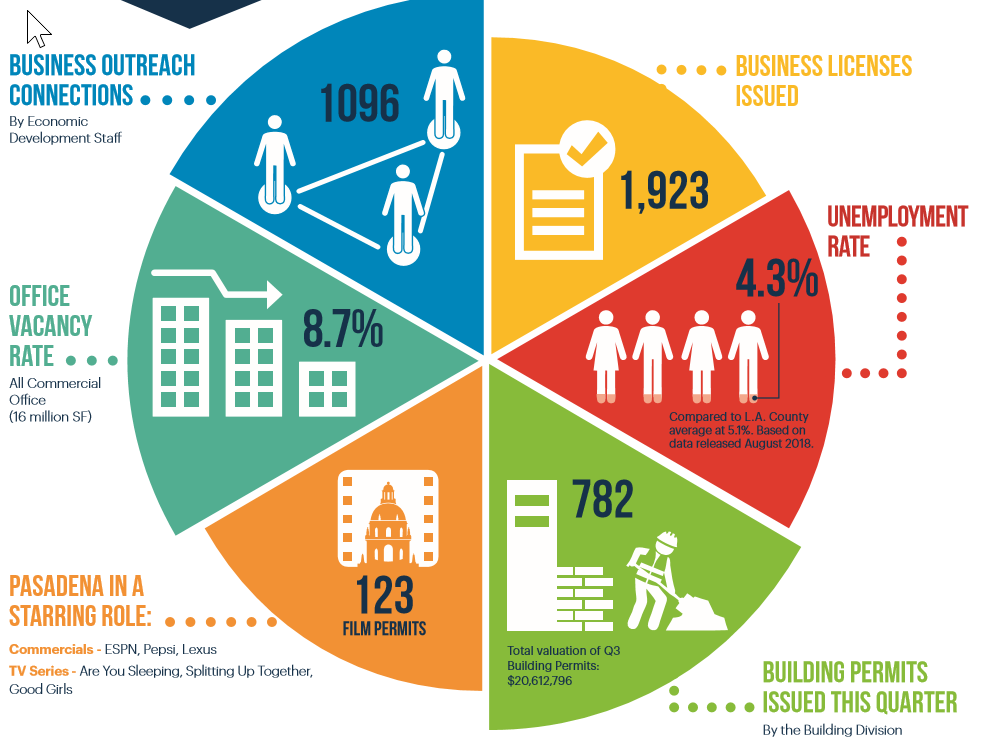 BUSINESS OUTREACH
CONNECTIONS
By Economic
Development Staff
1096
BUSINESS LICENSES
ISSUED
1,923
UNEMPLOYMENT
RATE
4.3%
Compared to L.A. County
average at 5.1%. Based on
data released August 2018.
OFFICE
VACANCY
RATE
All Commercial
Office
(16 million SF)
8.7%
PASADENA IN A
STARRING ROLE:
Commercials - ESPN, Pepsi, Lexus
TV Series - Are You Sleeping, Splitting Up Together,
Good Girls
123
FILM PERMITS
782
Total valuation of Q3
Building Permits:
$20,612,796
BUILDING PERMITS
ISSUED THIS QUARTER
By the Building Division